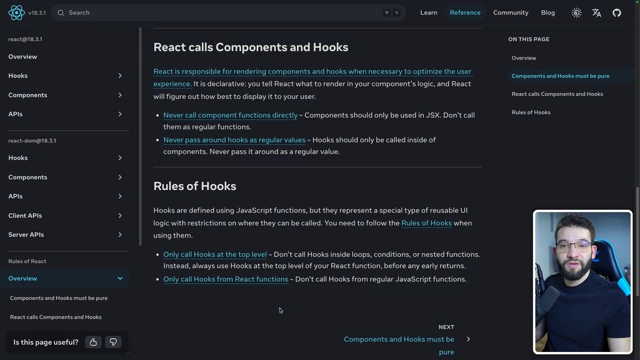 v18.3.1
Search
Learn
Reference
Community
Blog
react@18.3.1
Overview
Hooks
Components
APIs
react-dom@18.3.1
Hooks
Components
APIs
Client APIs
Server APIs
Rules of React
Overview
Components and Hooks must be pure
React calls Components and Hooks
Is this page useful?
React calls Components and Hooks
React is responsible for rendering components and hooks when necessary to optimize the user
experience. It is declarative: you tell React what to render in your component's logic, and React
will figure out how best to display it to your user.
Never call component functions directly – Components should only be used in JSX. Don't call
them as regular functions.
Never pass around hooks as regular values – Hooks should only be called inside of
components. Never pass it around as a regular value.
Rules of Hooks
Hooks are defined using JavaScript functions, but they represent a special type of reusable UI
logic with restrictions on where they can be called. You need to follow the Rules of Hooks when
using them.
Only call Hooks at the top level – Don't call Hooks inside loops, conditions, or nested functions.
Instead, always use Hooks at the top level of your React function, before any early returns.
Only call Hooks from React functions – Don't call Hooks from regular JavaScript functions.
NEXT
Components and Hooks must be
pure
ON THIS PAGE
Overview
Components and Hooks must be pure
React calls Components and Hooks
Rules of Hooks